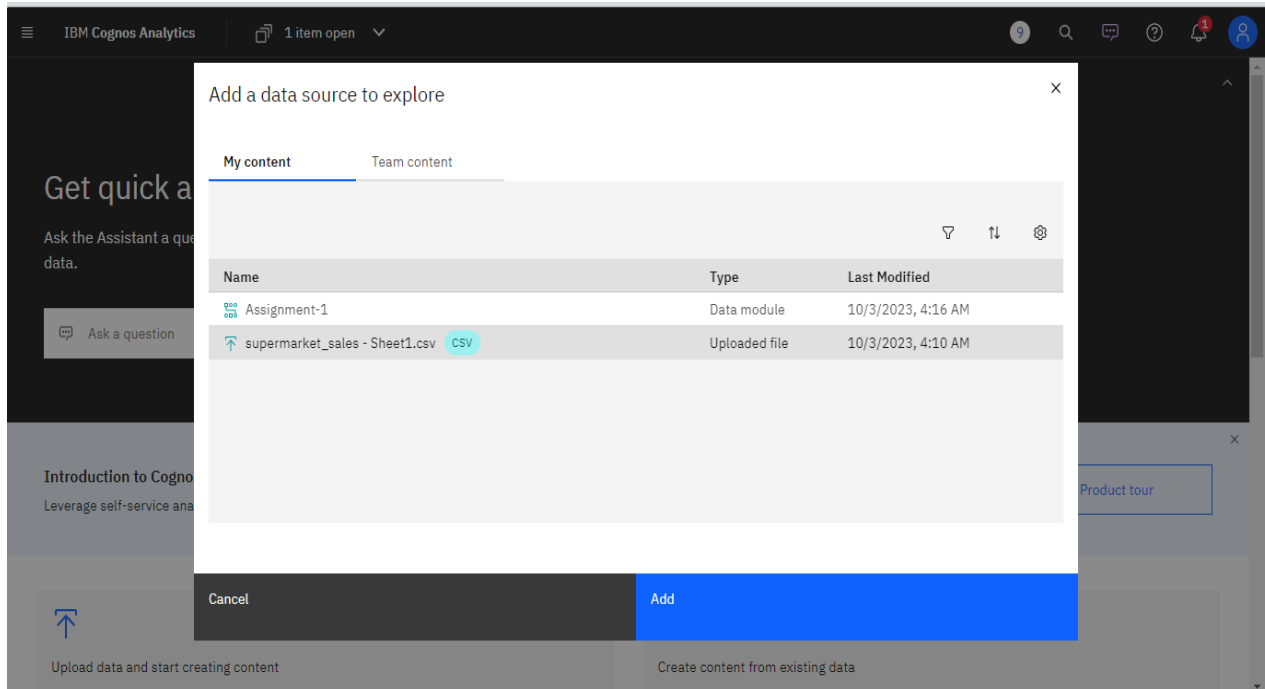 IBM Cognos Analytics
1 item open
9
1
Add a data source to explore
My content
Team content
Get quick a
Ask the Assistant a que
data.
Name Type Last Modified
Assignment-1 Data module 10/3/2023, 4:16 AM
Ask a question
supermarket_sales - Sheet1.csv CSV Uploaded file 10/3/2023, 4:10 AM
Introduction to Cogno
Leverage self-service ana
Product tour
Cancel
Add
Upload data and start creating content
Create content from existing data